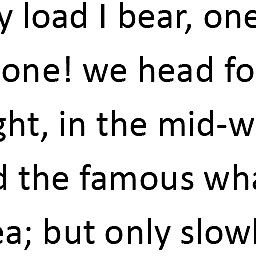 y load I bear, one
one! we head fo
ght, in the mid-w
d the famous wha
ea; but only slowl